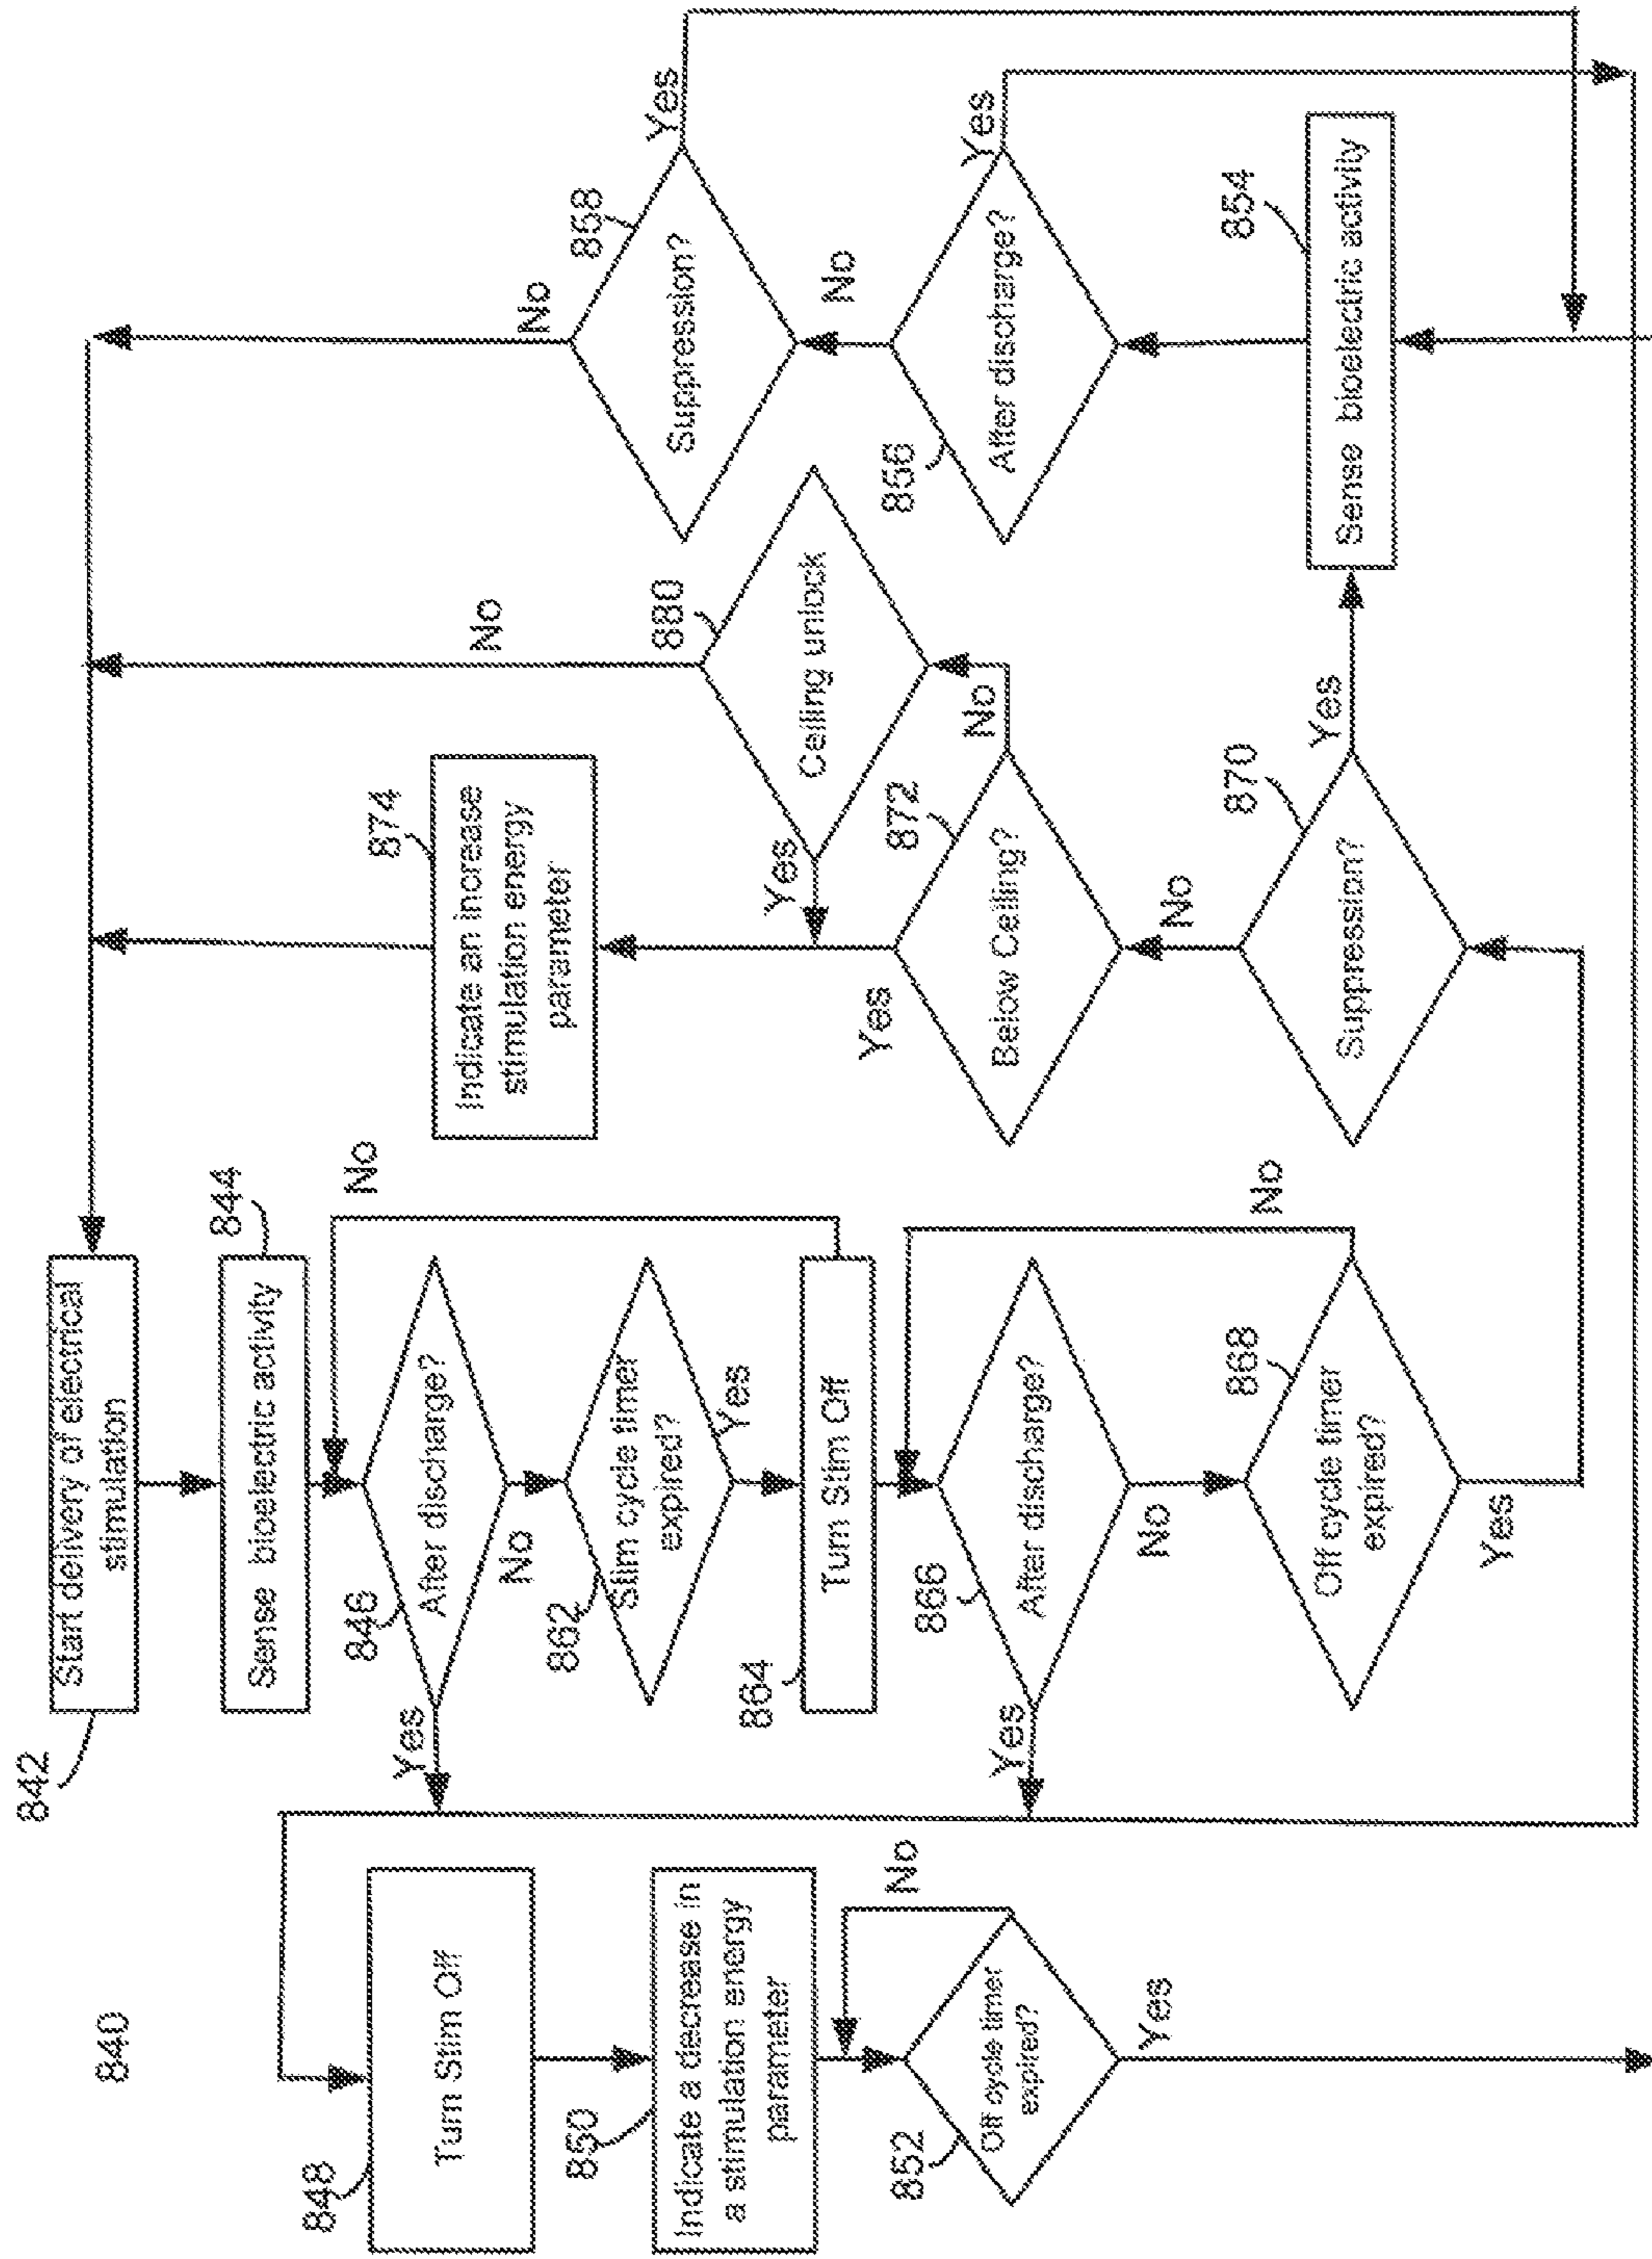 840
842
Start delivery of electrical
stimulation
844
Sense bioelectric activity
846
After discharge?
Yes
No
No
862
Stim cycle timer
expired?
Yes
864
Turn Stim Off
866
After discharge?
Yes
No
No
868
Off cycle timer
expired?
Yes
848
Turn Stim Off
850
Indicate a decrease in
a stimulation energy
parameter
852
Off cycle timer
expired?
No
Yes
874
Indicate an increase
stimulation energy
parameter
880
Ceiling unlock
No
Yes
872
Below Ceiling?
Yes
No
870
Suppression?
No
Yes
858
Suppression?
No
Yes
856
After discharge?
No
Yes
854
Sense bioelectric activity